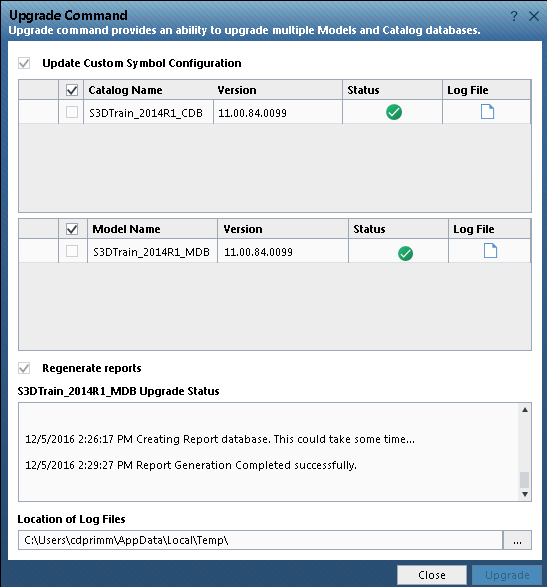 Upgrade Command
? ×
Upgrade command provides an ability to upgrade multiple Models and Catalog databases.
Update Custom Symbol Configuration
Catalog Name Version Status Log File
S3DTrain_2014R1_CDB 11.00.84.0099
Model Name Version Status Log File
S3DTrain_2014R1_MDB 11.00.84.0099
Regenerate reports
S3DTrain_2014R1_MDB Upgrade Status
12/5/2016 2:26:17 PM Creating Report database. This could take some time...
12/5/2016 2:29:27 PM Report Generation Completed successfully.
Location of Log Files
C:\Users\cdprimm\AppData\Local\Temp\ ...
Close Upgrade